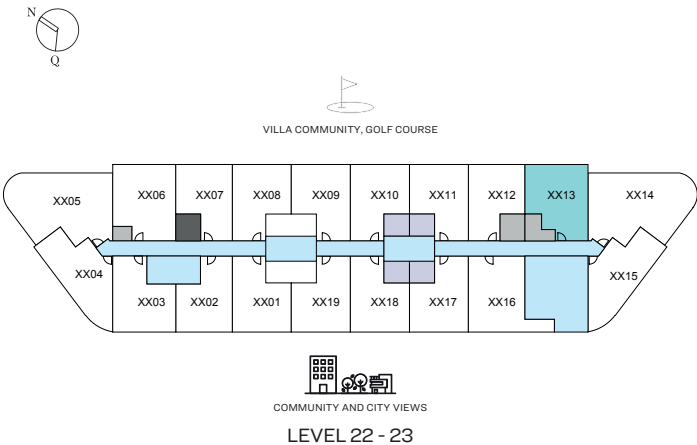 N
Q
VILLA COMMUNITY, GOLF COURSE
XX05
XX06
XX07
XX08
XX09
XX10
XX11
XX12
XX13
XX14
XX04
XX03
XX02
XX01
XX19
XX18
XX17
XX16
XX15
COMMUNITY AND CITY VIEWS
LEVEL 22 - 23